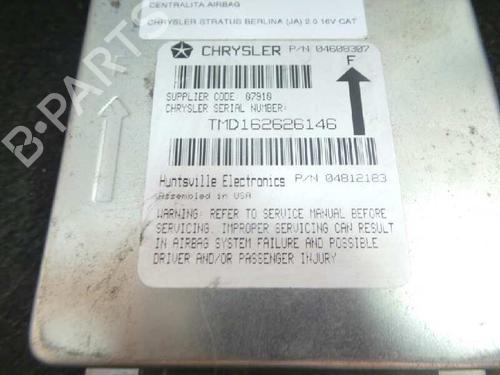 CENTRALITA AIRBAG
CHRYSLER STRATUS BERLINA (JA) 2.0 16V CAT
CHRYSLER P/N 04608307
F
SUPPLIER CODE: 07910
CHRYSLER SERIAL NUMBER:
TMD162626146
Huntsville Electronics P/N 04812183
Assembled in USA
WARNING: REFER TO SERVICE MANUAL BEFORE
SERVICING. IMPROPER SERVICING CAN RESULT
IN AIRBAG SYSTEM FAILURE AND POSSIBLE
DRIVER AND/OR PASSENGER INJURY